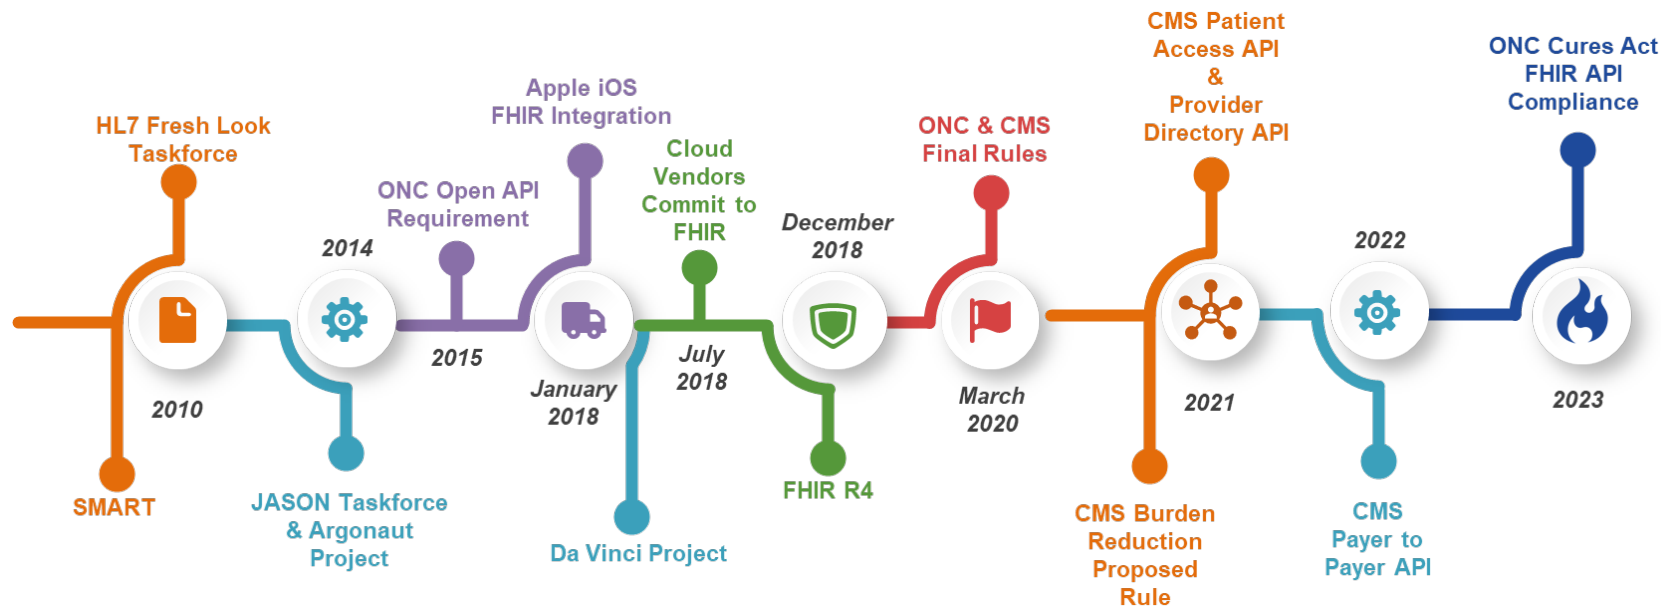 HL7 Fresh Look
Taskforce
2010
SMART
2014
JASON Taskforce
& Argonaut
Project
ONC Open API
Requirement
2015
Apple iOS
FHIR Integration
January
2018
Da Vinci Project
Cloud
Vendors
Commit to
FHIR
July
2018
December
2018
FHIR R4
ONC & CMS
Final Rules
March
2020
CMS Patient
Access API
&
Provider
Directory API
2021
CMS Burden
Reduction
Proposed
Rule
2022
CMS
Payer to
Payer API
ONC Cures Act
FHIR API
Compliance
2023